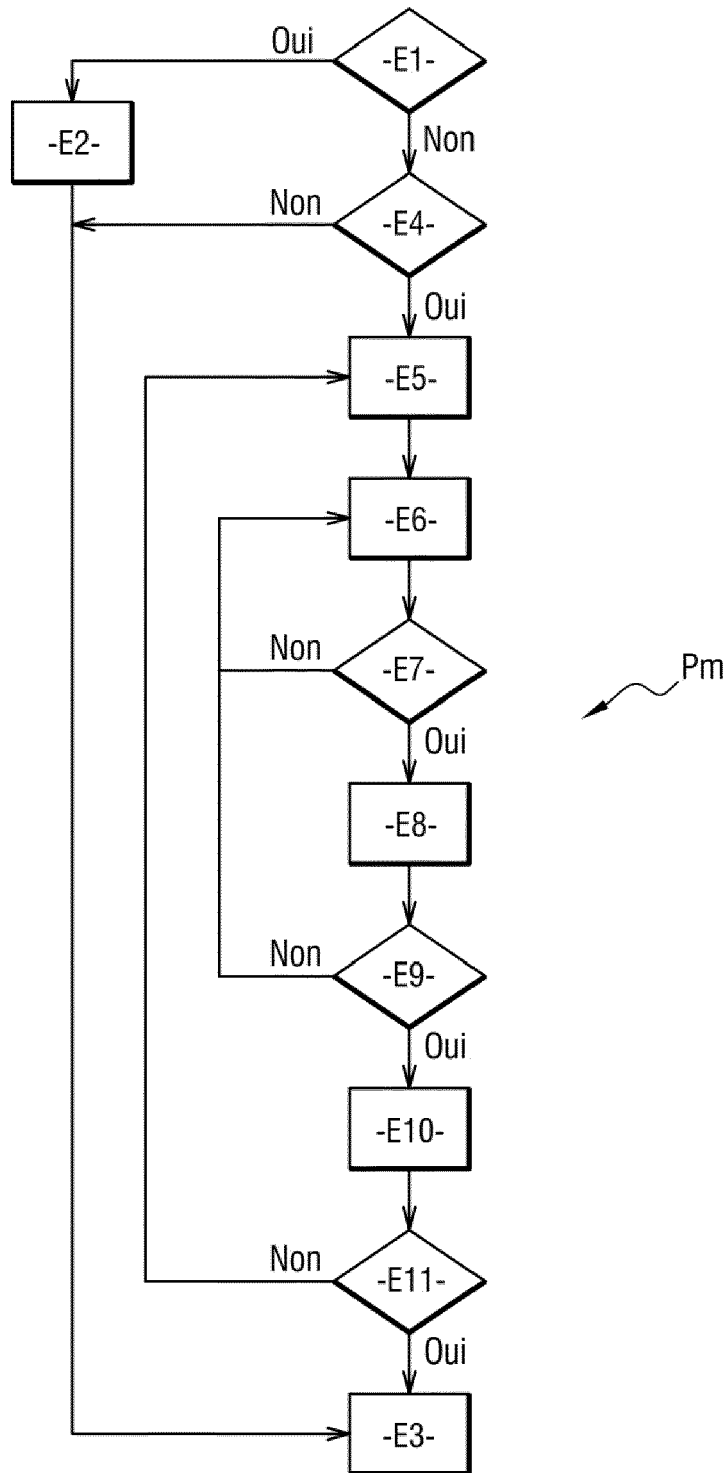 Oui
-E1-
Non
-E2-
Non
-E4-
Oui
-E5-
-E6-
Non
-E7-
Pm
Oui
-E8-
Non
-E9-
Oui
-E10-
Non
-E11-
Oui
-E3-